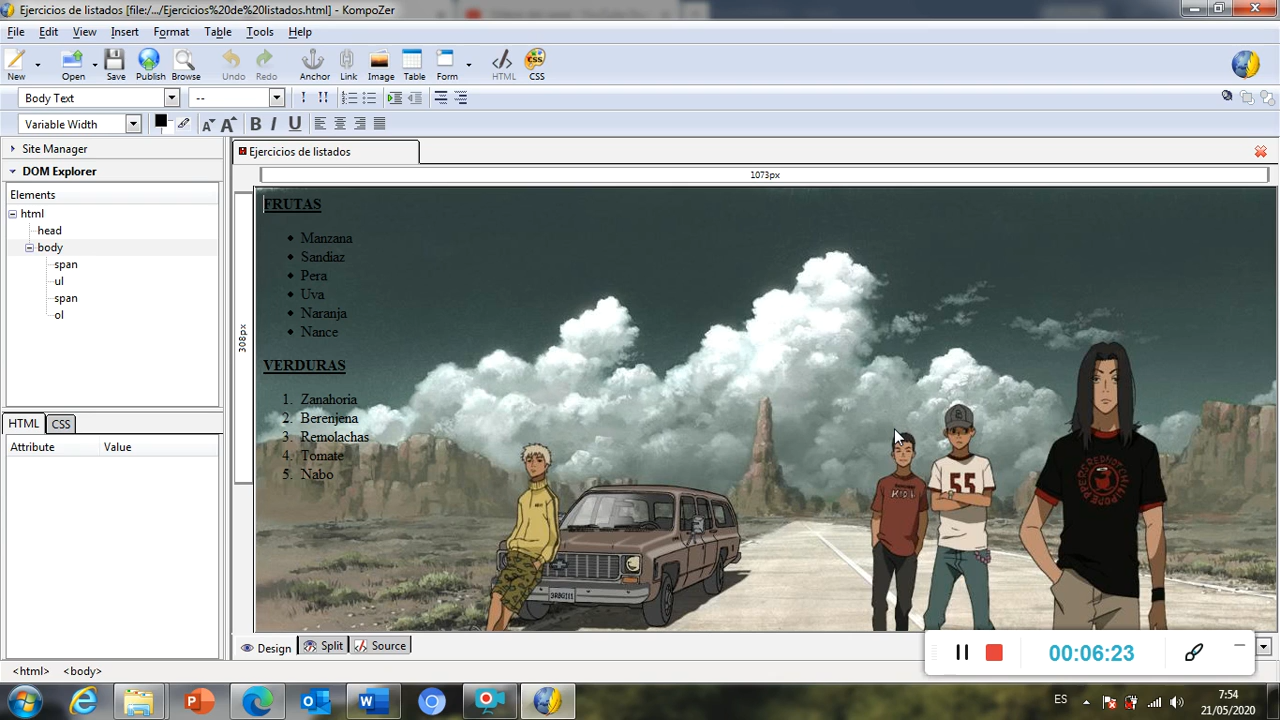 Ejercicios de listados [file:/.../Ejercicios%20de%20listados.html] - KompoZer
File Edit View Insert Format Table Tools Help
New Open Save Publish Browse Undo Redo Anchor Link Image Table Form HTML CSS
Body Text --
Variable Width B I U
Site Manager
DOM Explorer
Elements
html
head
body
span
ul
span
ol
HTML CSS
Attribute Value
Ejercicios de listados
1073px
308px
FRUTAS
Manzana
Sandiaz
Pera
Uva
Naranja
Nance
VERDURAS
1. Zanahoria
2. Berenjena
3. Remolachas
4. Tomate
5. Nabo
55
Design Split Source
00:06:23
<html> <body>
ES
7:54
21/05/2020